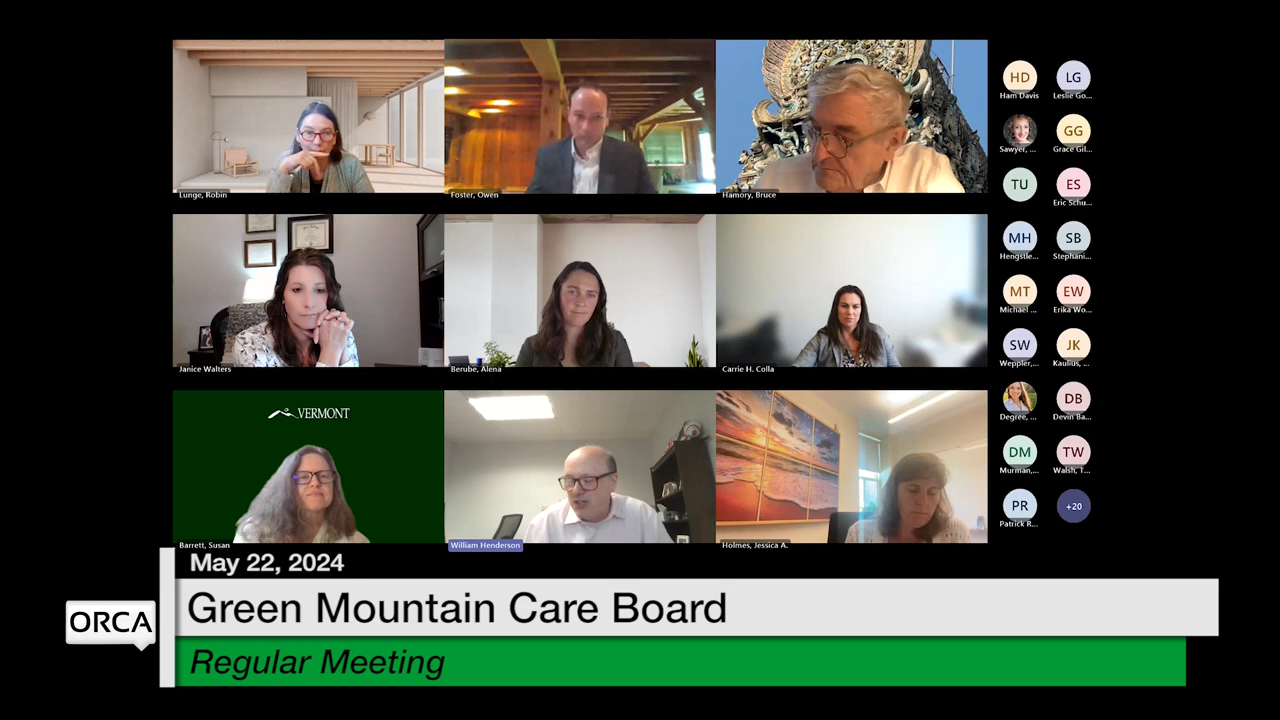 Lunge, Robin
Foster, Owen
Hamory, Bruce
HD
Ham Davis
LG
Leslie Go...
Sawyer, ...
GG
Grace Gil...
TU
ES
Eric Schu...
Janice Walters
Berube, Alena
Carrie H. Colla
MH
Hengstle...
SB
Stephani...
MT
Michael ...
EW
Erika Wo...
SW
Weppler,...
JK
Kaulius, ...
VERMONT
Barrett, Susan
William Henderson
Holmes, Jessica A.
Degree, ...
DB
Devin Ba...
DM
Murman,...
TW
Walsh, T...
PR
Patrick R...
+20
May 22, 2024
ORCA
Green Mountain Care Board
Regular Meeting